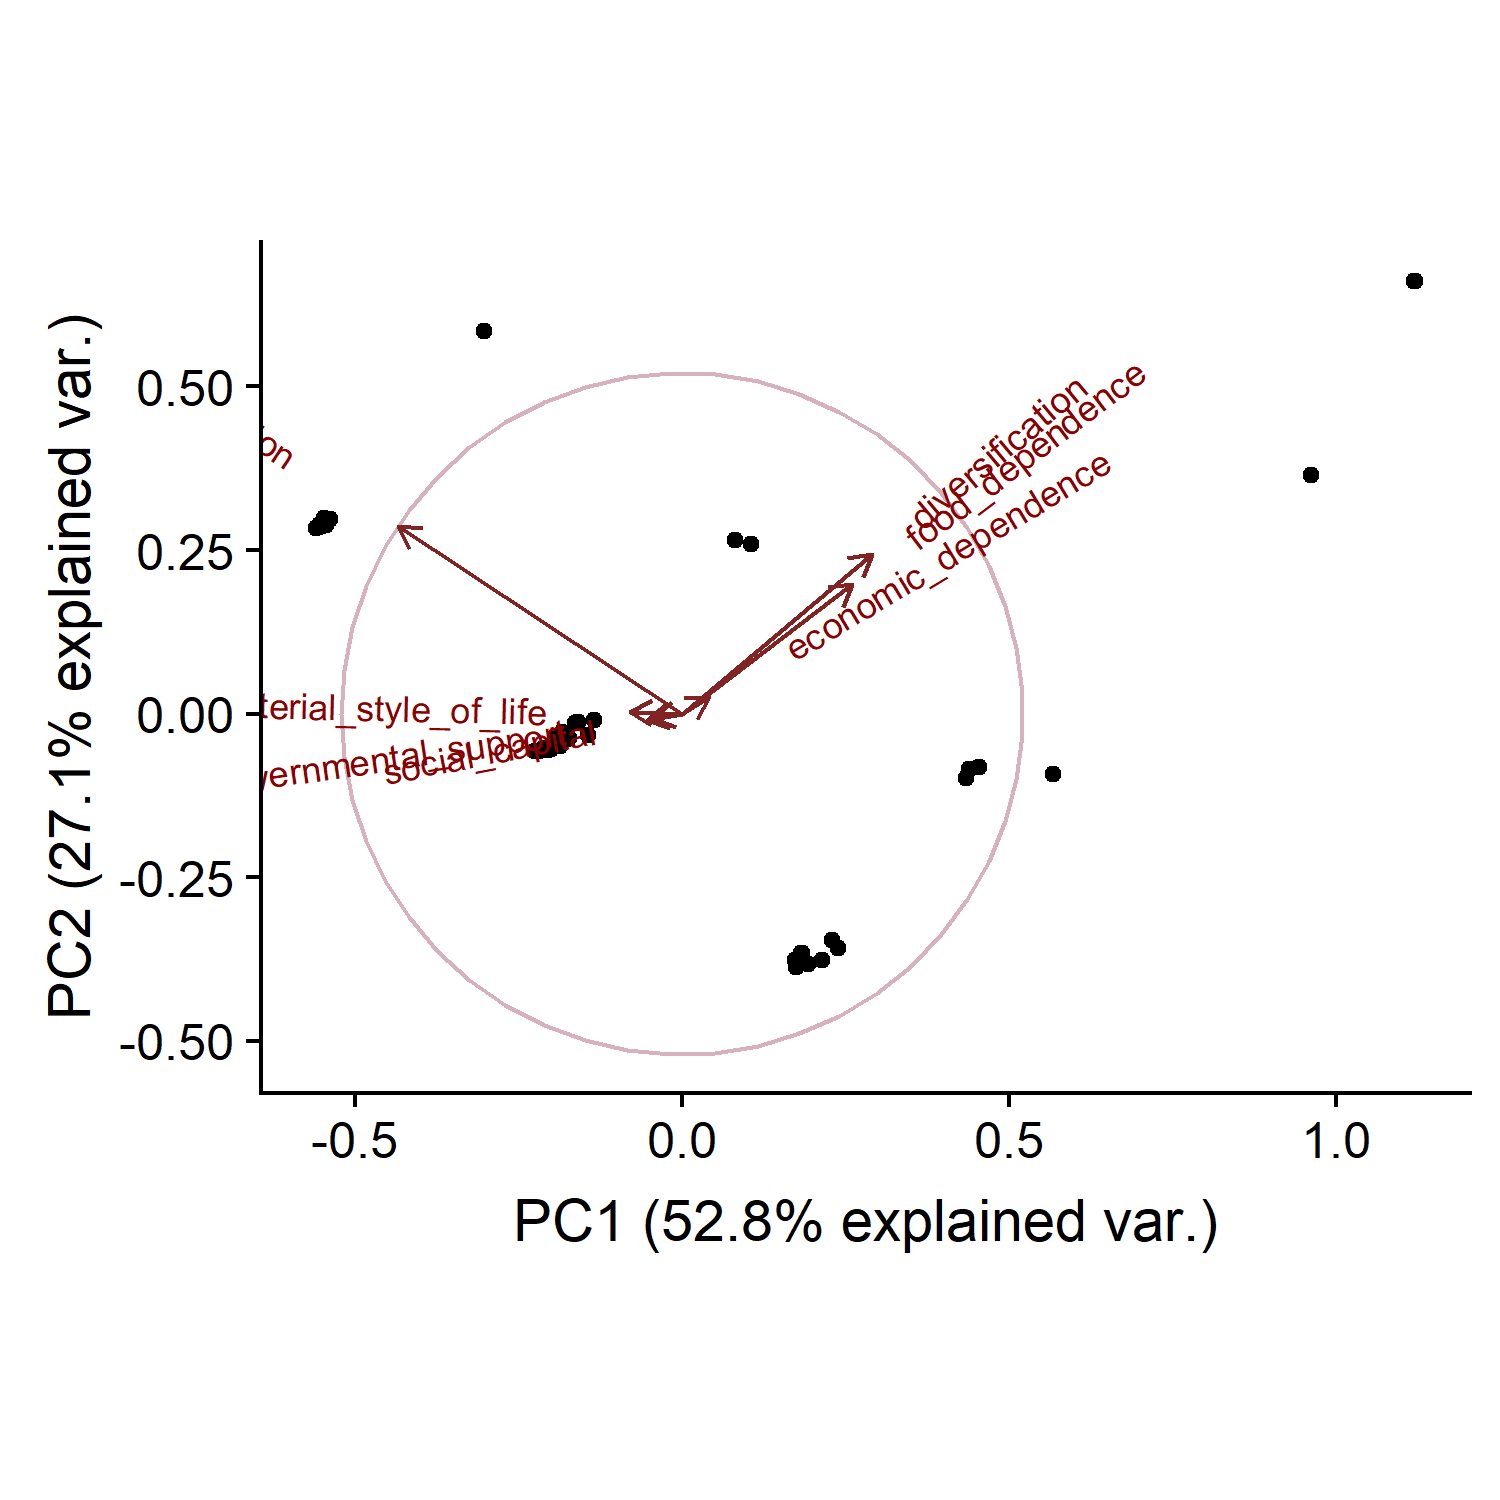 PC2 (27.1% explained var.)
0.50
0.25
0.00
-0.25
-0.50
on
diversification
food_dependence
economic_dependence
terial_style_of_life
vernmental_support
social_capital
-0.5
0.0
0.5
1.0
PC1 (52.8% explained var.)